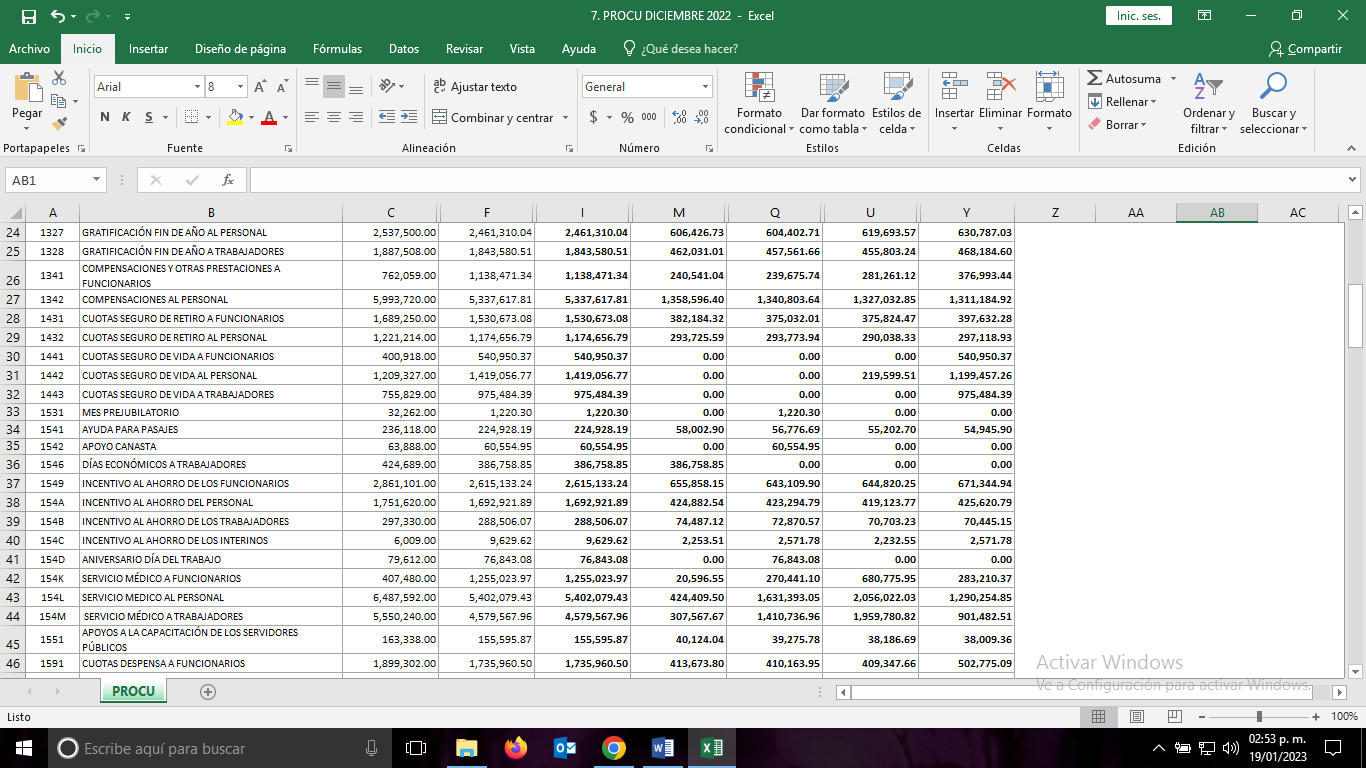 7. PROCU DICIEMBRE 2022 - Excel
Inic. ses.
Archivo Inicio Insertar Diseño de página Fórmulas Datos Revisar Vista Ayuda ¿Qué desea hacer? Compartir
Pegar
Arial 8
N K S
Ajustar texto
Combinar y centrar
General
$ % 000
Formato condicional
Dar formato como tabla
Estilos de celda
Insertar Eliminar Formato
Autosuma
Rellenar
Borrar
Ordenar y filtrar
Buscar y seleccionar
Portapapeles Fuente Alineación Número Estilos Celdas Edición
AB1 fx
A B C F I M Q U Y Z AA AB AC
24 1327 GRATIFICACIÓN FIN DE AÑO AL PERSONAL 2,537,500.00 2,461,310.04 2,461,310.04 606,426.73 604,402.71 619,693.57 630,787.03
25 1328 GRATIFICACIÓN FIN DE AÑO A TRABAJADORES 1,887,508.00 1,843,580.51 1,843,580.51 462,031.01 457,561.66 455,803.24 468,184.60
26 1341 COMPENSACIONES Y OTRAS PRESTACIONES A FUNCIONARIOS 762,059.00 1,138,471.34 1,138,471.34 240,541.04 239,675.74 281,261.12 376,993.44
27 1342 COMPENSACIONES AL PERSONAL 5,993,720.00 5,337,617.81 5,337,617.81 1,358,596.40 1,340,803.64 1,327,032.85 1,311,184.92
28 1431 CUOTAS SEGURO DE RETIRO A FUNCIONARIOS 1,689,250.00 1,530,673.08 1,530,673.08 382,184.32 375,032.01 375,824.47 397,632.28
29 1432 CUOTAS SEGURO DE RETIRO AL PERSONAL 1,221,214.00 1,174,656.79 1,174,656.79 293,725.59 293,773.94 290,038.33 297,118.93
30 1441 CUOTAS SEGURO DE VIDA A FUNCIONARIOS 400,918.00 540,950.37 540,950.37 0.00 0.00 0.00 540,950.37
31 1442 CUOTAS SEGURO DE VIDA AL PERSONAL 1,209,327.00 1,419,056.77 1,419,056.77 0.00 0.00 219,599.51 1,199,457.26
32 1443 CUOTAS SEGURO DE VIDA A TRABAJADORES 755,829.00 975,484.39 975,484.39 0.00 0.00 0.00 975,484.39
33 1531 MES PREJUBILATORIO 32,262.00 1,220.30 1,220.30 0.00 1,220.30 0.00 0.00
34 1541 AYUDA PARA PASAJES 236,118.00 224,928.19 224,928.19 58,002.90 56,776.69 55,202.70 54,945.90
35 1542 APOYO CANASTA 63,888.00 60,554.95 60,554.95 0.00 60,554.95 0.00 0.00
36 1546 DÍAS ECONÓMICOS A TRABAJADORES 424,689.00 386,758.85 386,758.85 386,758.85 0.00 0.00 0.00
37 1549 INCENTIVO AL AHORRO DE LOS FUNCIONARIOS 2,861,101.00 2,615,133.24 2,615,133.24 655,858.15 643,109.90 644,820.25 671,344.94
38 154A INCENTIVO AL AHORRO DEL PERSONAL 1,751,620.00 1,692,921.89 1,692,921.89 424,882.54 423,294.79 419,123.77 425,620.79
39 154B INCENTIVO AL AHORRO DE LOS TRABAJADORES 297,330.00 288,506.07 288,506.07 74,487.12 72,870.57 70,703.23 70,445.15
40 154C INCENTIVO AL AHORRO DE LOS INTERINOS 6,009.00 9,629.62 9,629.62 2,253.51 2,571.78 2,232.55 2,571.78
41 154D ANIVERSARIO DÍA DEL TRABAJO 79,612.00 76,843.08 76,843.08 0.00 76,843.08 0.00 0.00
42 154K SERVICIO MÉDICO A FUNCIONARIOS 407,480.00 1,255,023.97 1,255,023.97 20,596.55 270,441.10 680,775.95 283,210.37
43 154L SERVICIO MEDICO AL PERSONAL 6,487,592.00 5,402,079.43 5,402,079.43 424,409.50 1,631,393.05 2,056,022.03 1,290,254.85
44 154M SERVICIO MÉDICO A TRABAJADORES 5,550,240.00 4,579,567.96 4,579,567.96 307,567.67 1,410,736.96 1,959,780.82 901,482.51
45 1551 APOYOS A LA CAPACITACIÓN DE LOS SERVIDORES PÚBLICOS 163,338.00 155,595.87 155,595.87 40,124.04 39,275.78 38,186.69 38,009.36
46 1591 CUOTAS DESPENSA A FUNCIONARIOS 1,899,302.00 1,735,960.50 1,735,960.50 413,673.80 410,163.95 409,347.66 502,775.09
Activar Windows
Ve a Configuración para activar Windows.
PROCU
Listo
100%
Escribe aquí para buscar
02:53 p. m.
19/01/2023